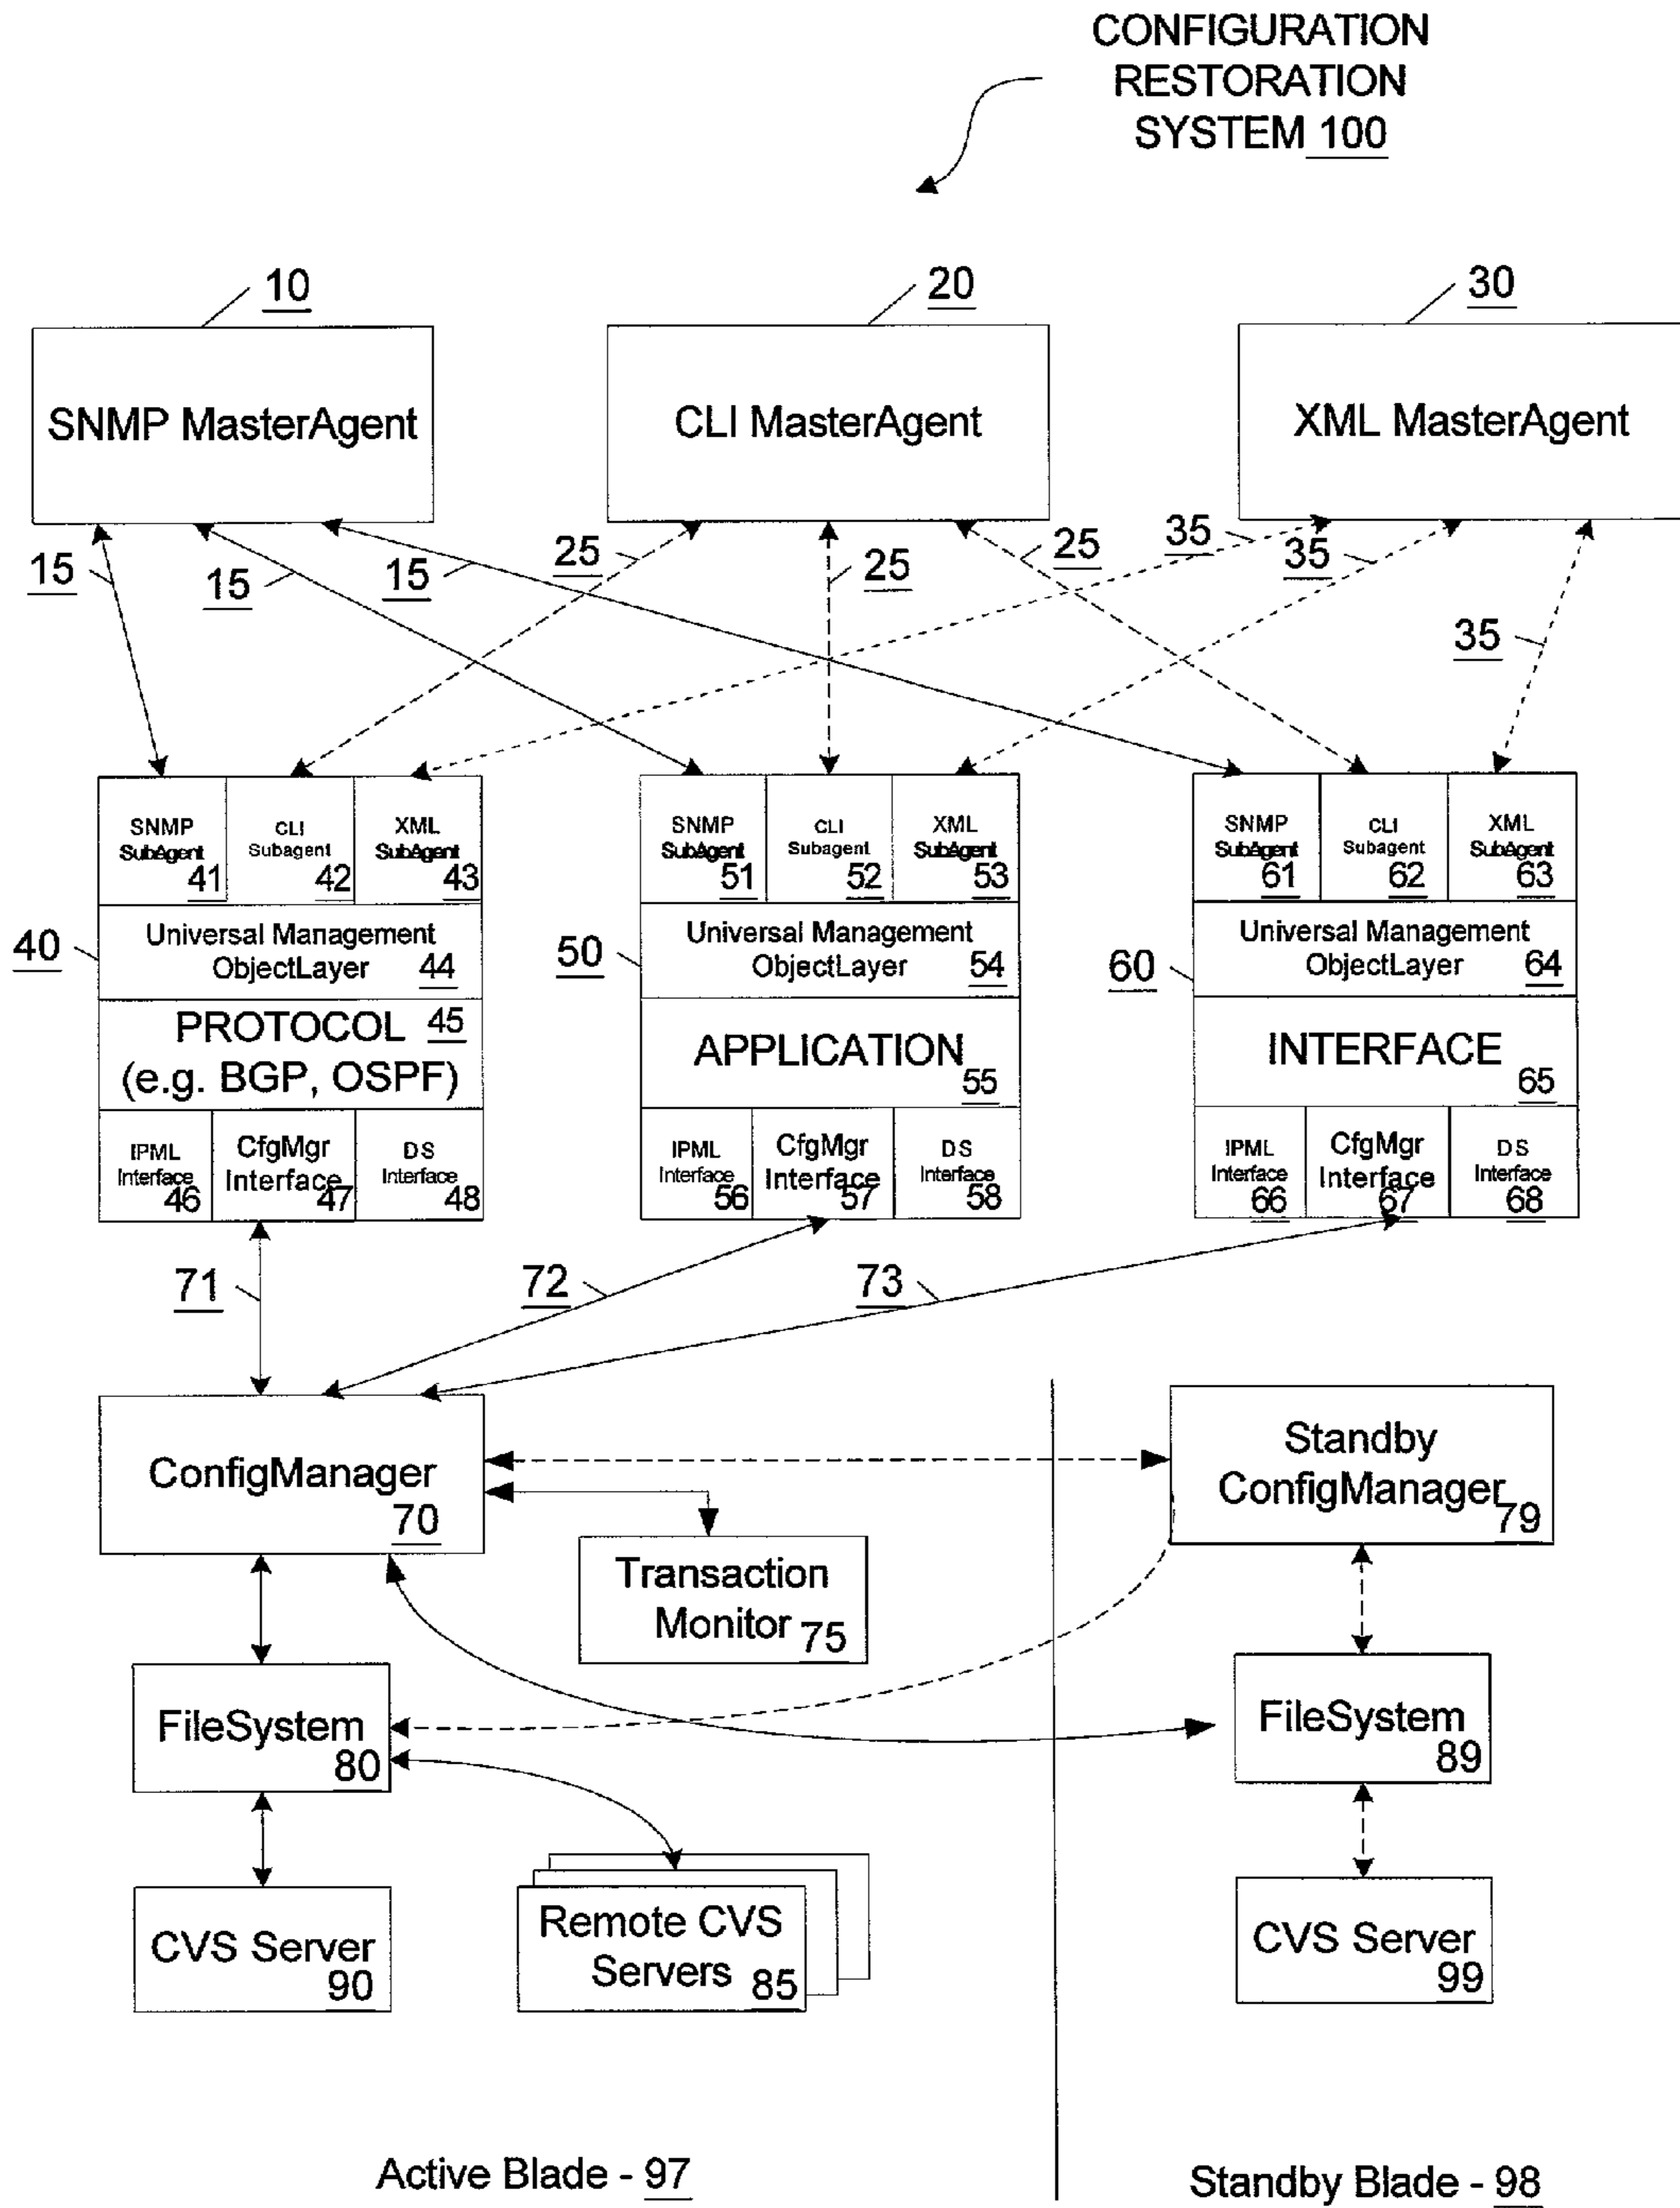 CONFIGURATION
RESTORATION
SYSTEM 100
10
20
30
SNMP MasterAgent
CLI MasterAgent
XML MasterAgent
15
15
15
25
25
25
35
35
35
SNMP
SubAgent
41
CLI
Subagent
42
XML
SubAgent
43
40
Universal Management
ObjectLayer 44
PROTOCOL 45
(e.g. BGP, OSPF)
IPML
Interface
46
CfgMgr
Interface
47
DS
Interface
48
SNMP
SubAgent
51
CLI
Subagent
52
XML
SubAgent
53
50
Universal Management
ObjectLayer 54
APPLICATION
55
IPML
Interface
56
CfgMgr
Interface
57
DS
Interface
58
SNMP
SubAgent
61
CLI
Subagent
62
XML
SubAgent
63
60
Universal Management
ObjectLayer 64
INTERFACE
65
IPML
Interface
66
CfgMgr
Interface
67
DS
Interface
68
71
72
73
ConfigManager
70
Standby
ConfigManager
79
Transaction
Monitor 75
FileSystem
80
FileSystem
89
CVS Server
90
Remote CVS
Servers 85
CVS Server
99
Active Blade - 97
Standby Blade - 98